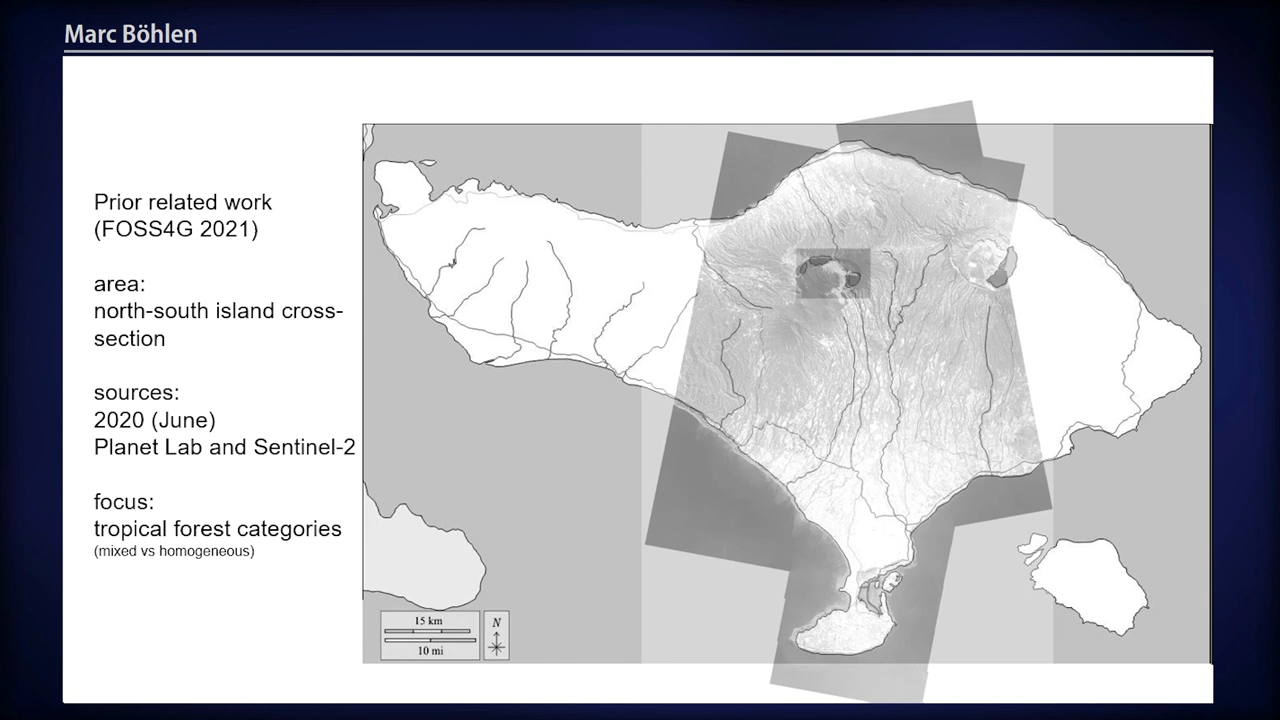 Marc Böhlen
Prior related work
(FOSS4G 2021)
area:
north-south island cross-
section
sources:
2020 (June)
Planet Lab and Sentinel-2
focus:
tropical forest categories
(mixed vs homogeneous)
15 km
10 mi
N